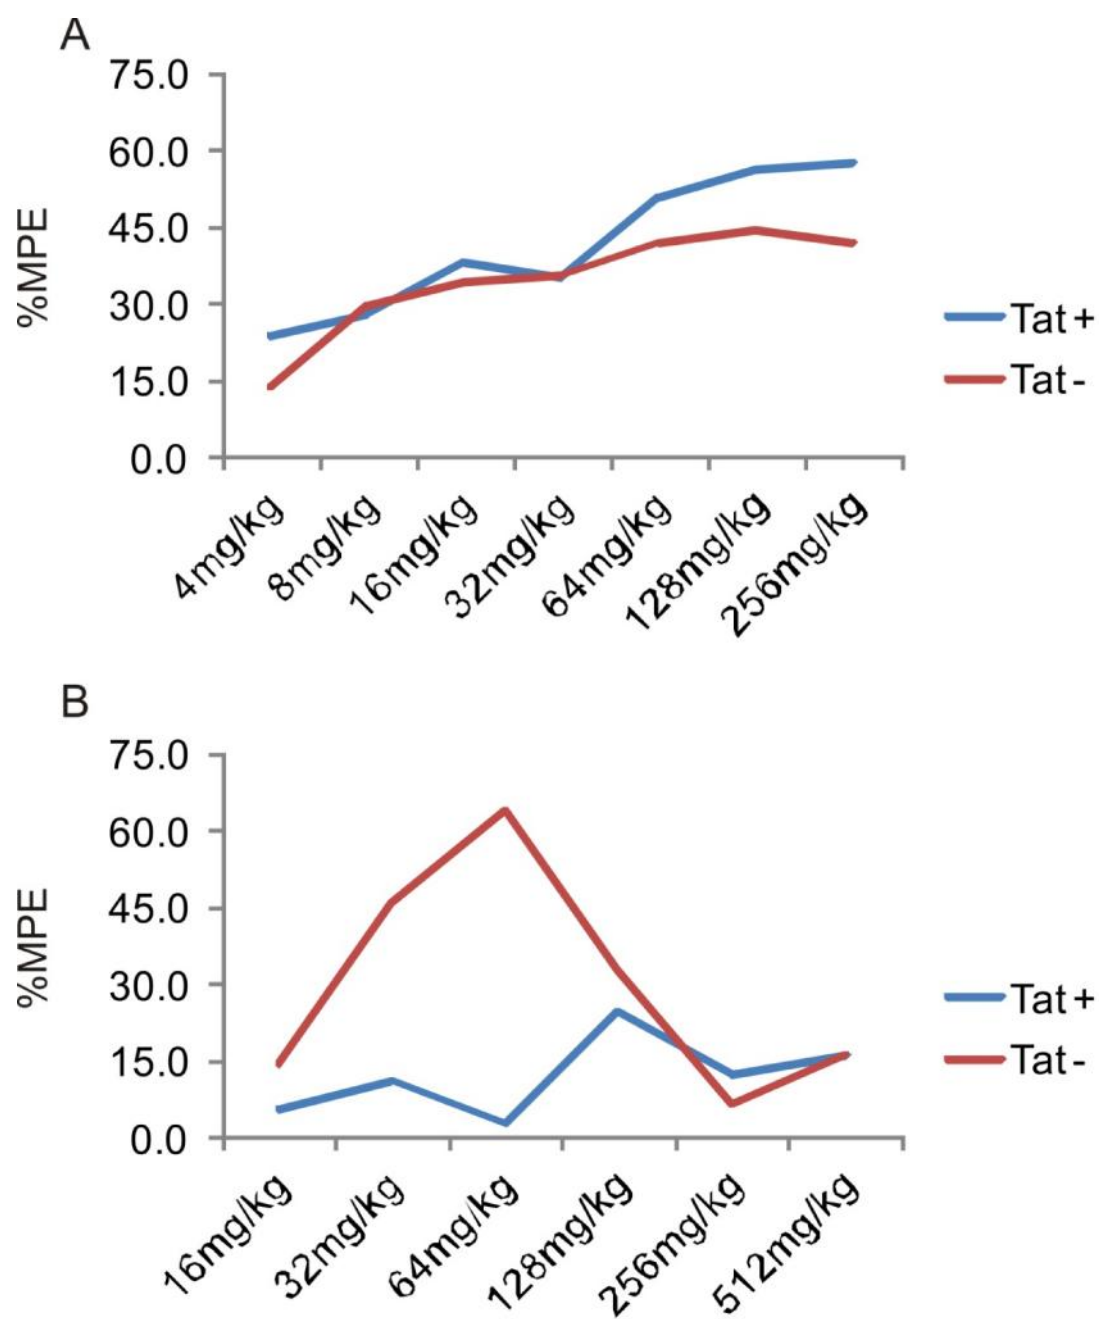 A
75.0
60.0
45.0
30.0
15.0
0.0
%MPE
Tat +
Tat -
4mg/kg
8mg/kg
16mg/kg
32mg/kg
64mg/kg
128mg/kg
256mg/kg
B
75.0
60.0
45.0
30.0
15.0
0.0
%MPE
Tat +
Tat -
16mg/kg
32mg/kg
64mg/kg
128mg/kg
256mg/kg
512mg/kg